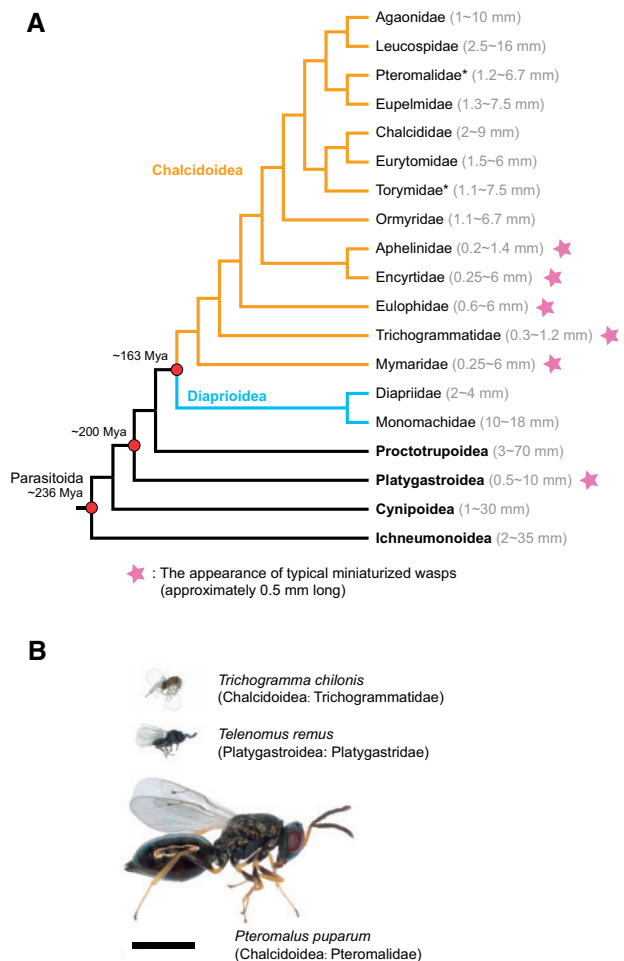 A
Agaonidae (1~10 mm)
Leucospidae (2.5~16 mm)
Pteromalidae* (1.2~6.7 mm)
Eupelmidae (1.3~7.5 mm)
Chalcididae (2~9 mm)
Chalcidoidea
Eurytomidae (1.5~6 mm)
Torymidae* (1.1~7.5 mm)
Ormyridae (1.1~6.7 mm)
Aphelinidae (0.2~1.4 mm)
Encyrtidae (0.25~6 mm)
Eulophidae (0.6~6 mm)
Trichogrammatidae (0.3~1.2 mm)
~163 Mya
Mymaridae (0.25~6 mm)
Diaprioidea
Diapriidae (2~4 mm)
Monomachidae (10~18 mm)
~200 Mya
Proctotrupoidea (3~70 mm)
Parasitoida
~236 Mya
Platygastroidea (0.5~10 mm)
Cynipoidea (1~30 mm)
Ichneumonoidea (2~35 mm)
: The appearance of typical miniaturized wasps
(approximately 0.5 mm long)
B
Trichogramma chilonis
(Chalcidoidea: Trichogrammatidae)
Telenomus remus
(Platygastroidea: Platygastridae)
Pteromalus puparum
(Chalcidoidea: Pteromalidae)